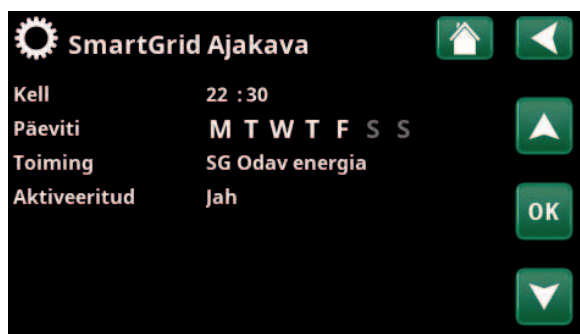 SmartGrid Ajakava
Kell 22 :30
Päeviti M T W T F S S
Toiming SG Odav energia
Aktiveeritud Jah
OK